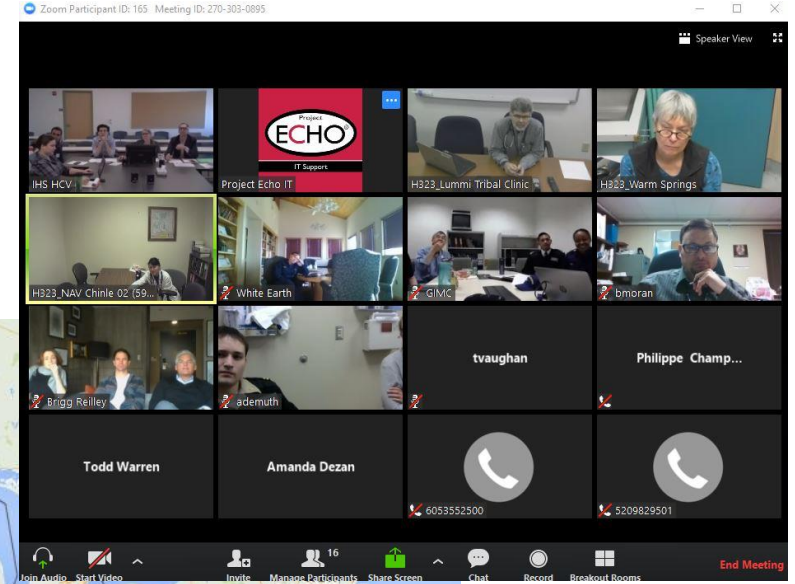 Zoom Participant ID: 165 Meeting ID: 270-303-0895
Speaker View
IHS HCV
Project
ECHO®
IT Support
Project Echo IT
H323_Lummi Tribal Clinic
H323_Warm Springs
H323_NAV Chinle 02 (59...
White Earth
GIMC
bmoran
Brigg Reilley
ademuth
tvaughan
Philippe Champ...
Todd Warren
Amanda Dezan
6053552500
5209829501
Join Audio
Start Video
Invite
16
Manage Participants
Share Screen
Chat
Record
Breakout Rooms
End Meeting